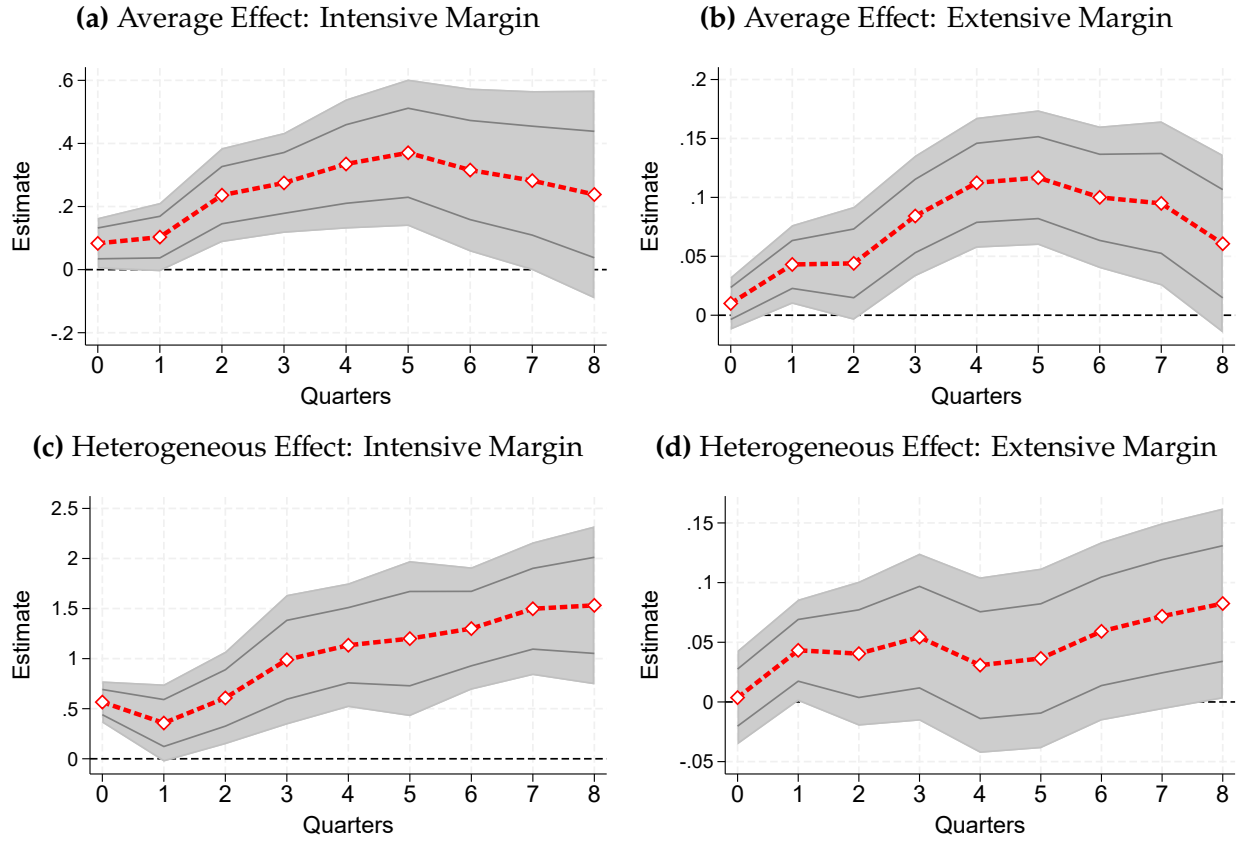 (a) Average Effect: Intensive Margin
.6
.4
.2
0
-.2
Estimate
0 1 2 3 4 5 6 7 8
Quarters
(b) Average Effect: Extensive Margin
.2
.15
.1
.05
0
Estimate
0 1 2 3 4 5 6 7 8
Quarters
(c) Heterogeneous Effect: Intensive Margin
2.5
2
1.5
1
.5
0
Estimate
0 1 2 3 4 5 6 7 8
Quarters
(d) Heterogeneous Effect: Extensive Margin
.15
.1
.05
0
-.05
Estimate
0 1 2 3 4 5 6 7 8
Quarters